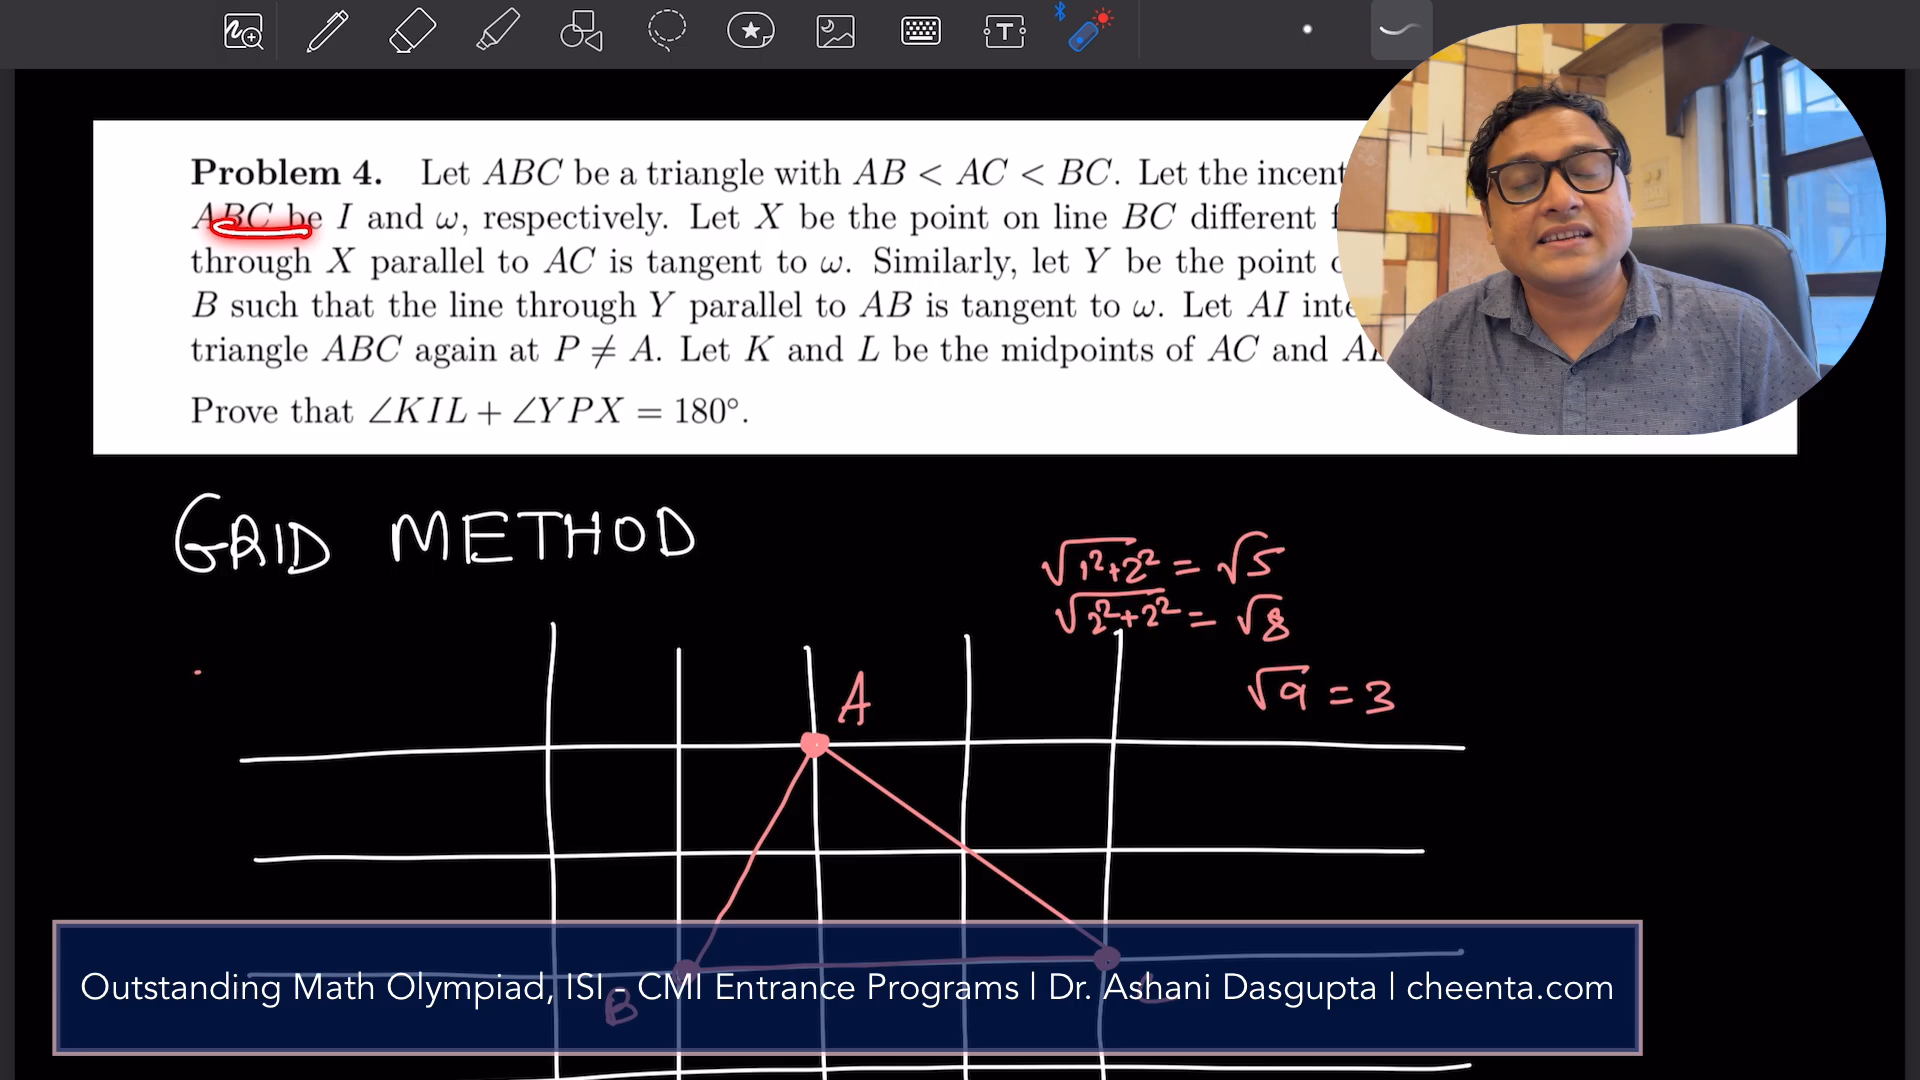 Problem 4. Let ABC be a triangle with AB < AC < BC. Let the incent
ABC be I and ω, respectively. Let X be the point on line BC different
through X parallel to AC is tangent to ω. Similarly, let Y be the point
B such that the line through Y parallel to AB is tangent to ω. Let AI inte
triangle ABC again at P ≠ A. Let K and L be the midpoints of AC and A
Prove that ∠KIL + ∠YPX = 180°.
GRID METHOD
√1²+2² = √5
√2²+2² = √8
√9 = 3
A
B
C
Outstanding Math Olympiad, ISI - CMI Entrance Programs | Dr. Ashani Dasgupta | cheenta.com